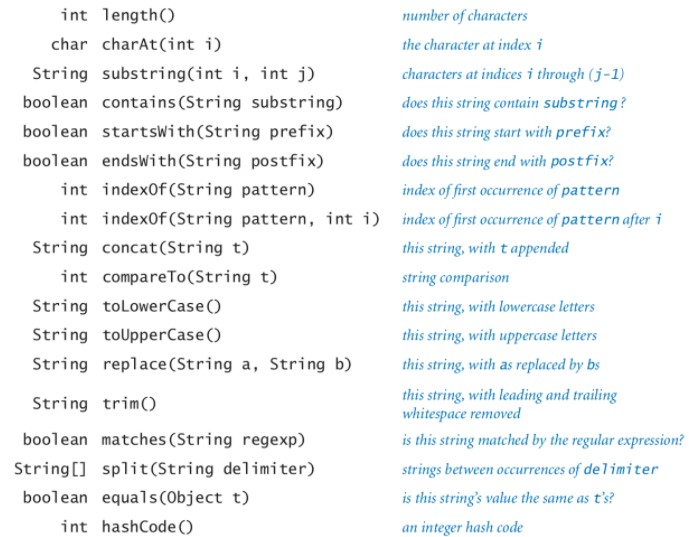 int length() number of characters
char charAt(int i) the character at index i
String substring(int i, int j) characters at indices i through (j-1)
boolean contains(String substring) does this string contain substring?
boolean startsWith(String prefix) does this string start with prefix?
boolean endsWith(String postfix) does this string end with postfix?
int indexOf(String pattern) index of first occurrence of pattern
int indexOf(String pattern, int i) index of first occurrence of pattern after i
String concat(String t) this string, with t appended
int compareTo(String t) string comparison
String toLowerCase() this string, with lowercase letters
String toUpperCase() this string, with uppercase letters
String replace(String a, String b) this string, with as replaced by bs
String trim() this string, with leading and trailing
whitespace removed
boolean matches(String regexp) is this string matched by the regular expression?
String[] split(String delimiter) strings between occurrences of delimiter
boolean equals(Object t) is this string's value the same as t's?
int hashCode() an integer hash code